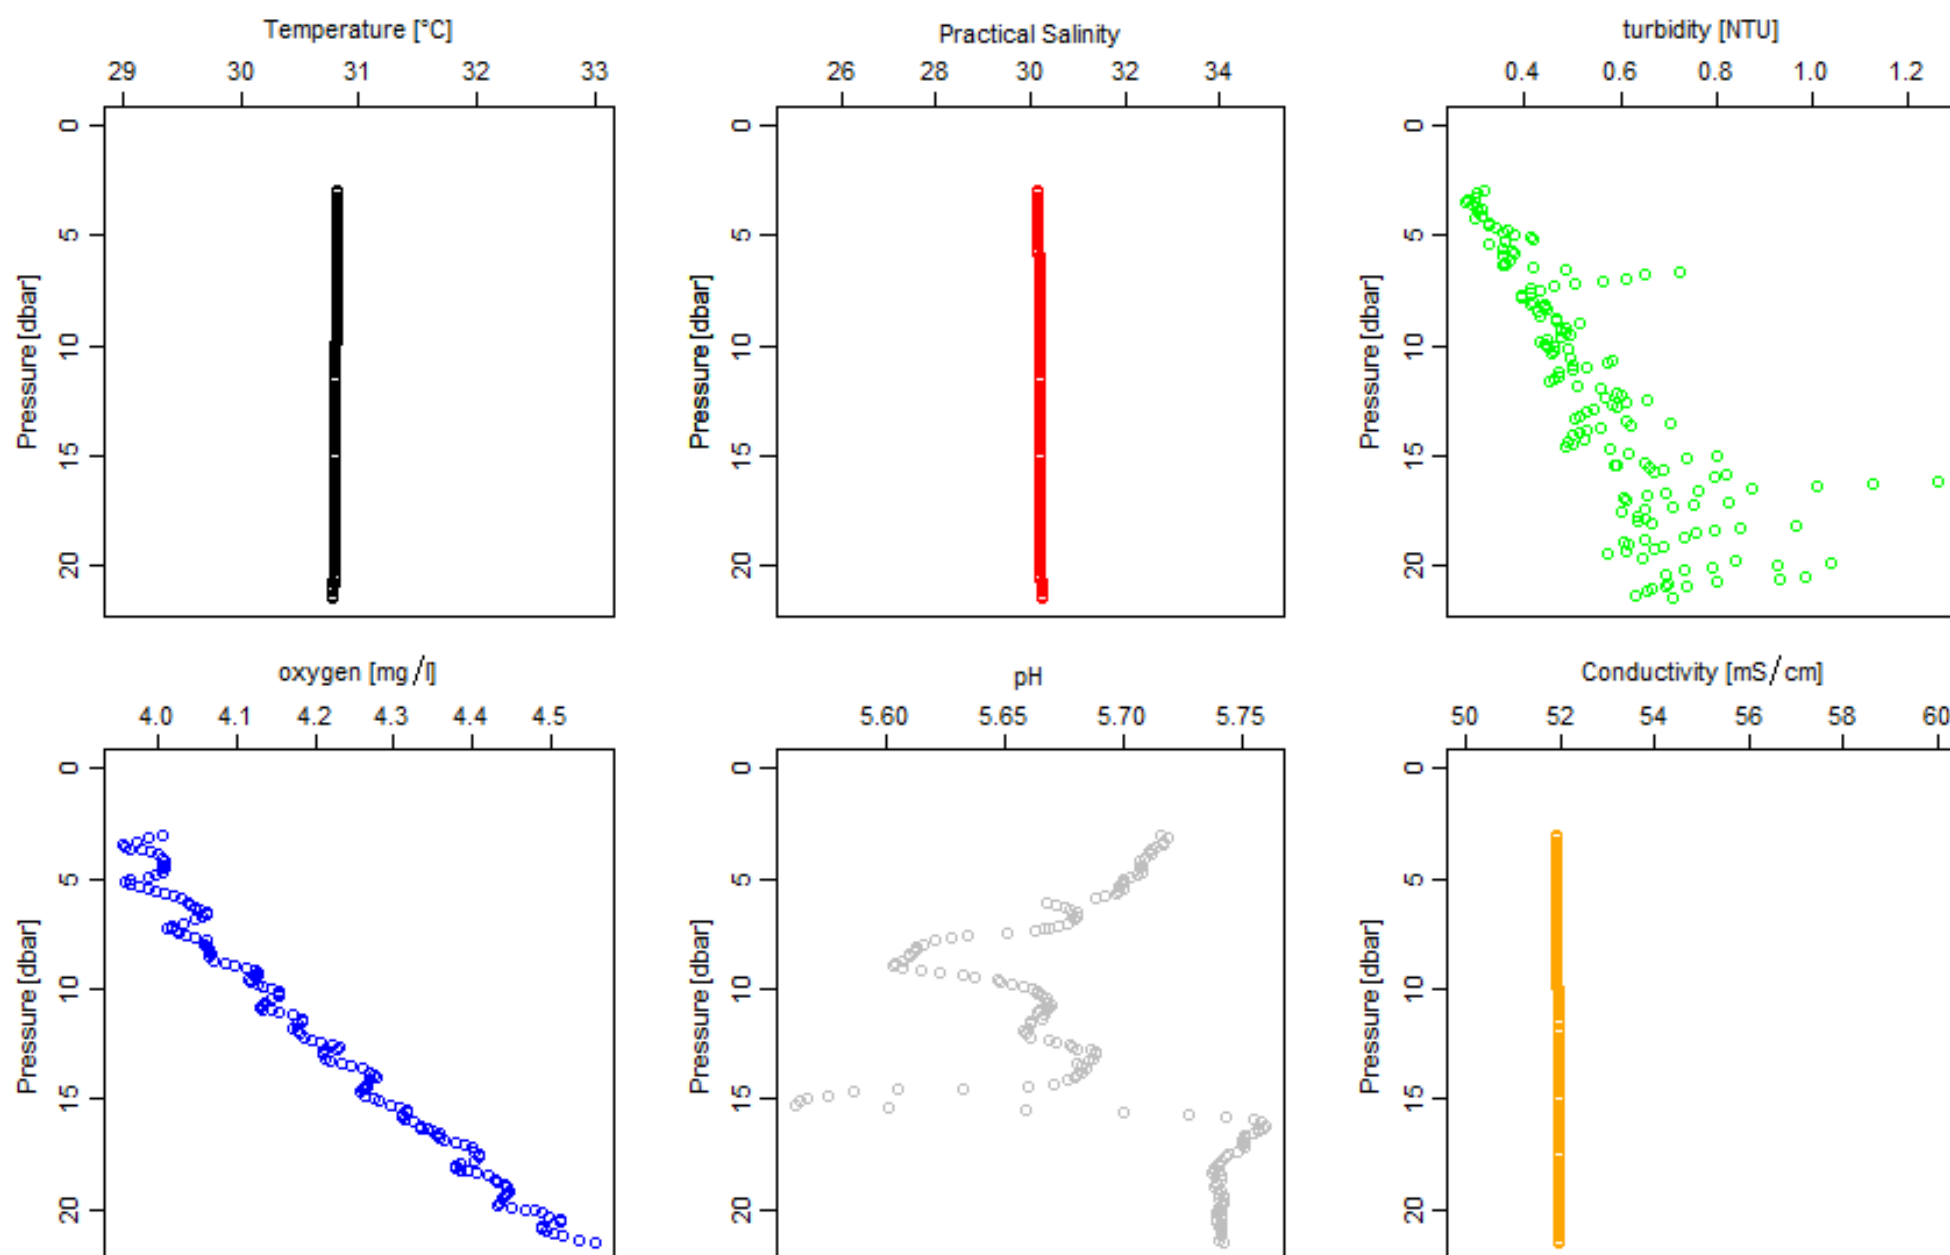 Temperature [°C]
29 30 31 32 33
0
5
10
15
20
Pressure [dbar]
Practical Salinity
26 28 30 32 34
0
5
10
15
20
Pressure [dbar]
turbidity [NTU]
0.4 0.6 0.8 1.0 1.2
0
5
10
15
20
Pressure [dbar]
oxygen [mg/l]
4.0 4.1 4.2 4.3 4.4 4.5
0
5
10
15
20
Pressure [dbar]
pH
5.60 5.65 5.70 5.75
0
5
10
15
20
Pressure [dbar]
Conductivity [mS/cm]
50 52 54 56 58 60
0
5
10
15
20
Pressure [dbar]